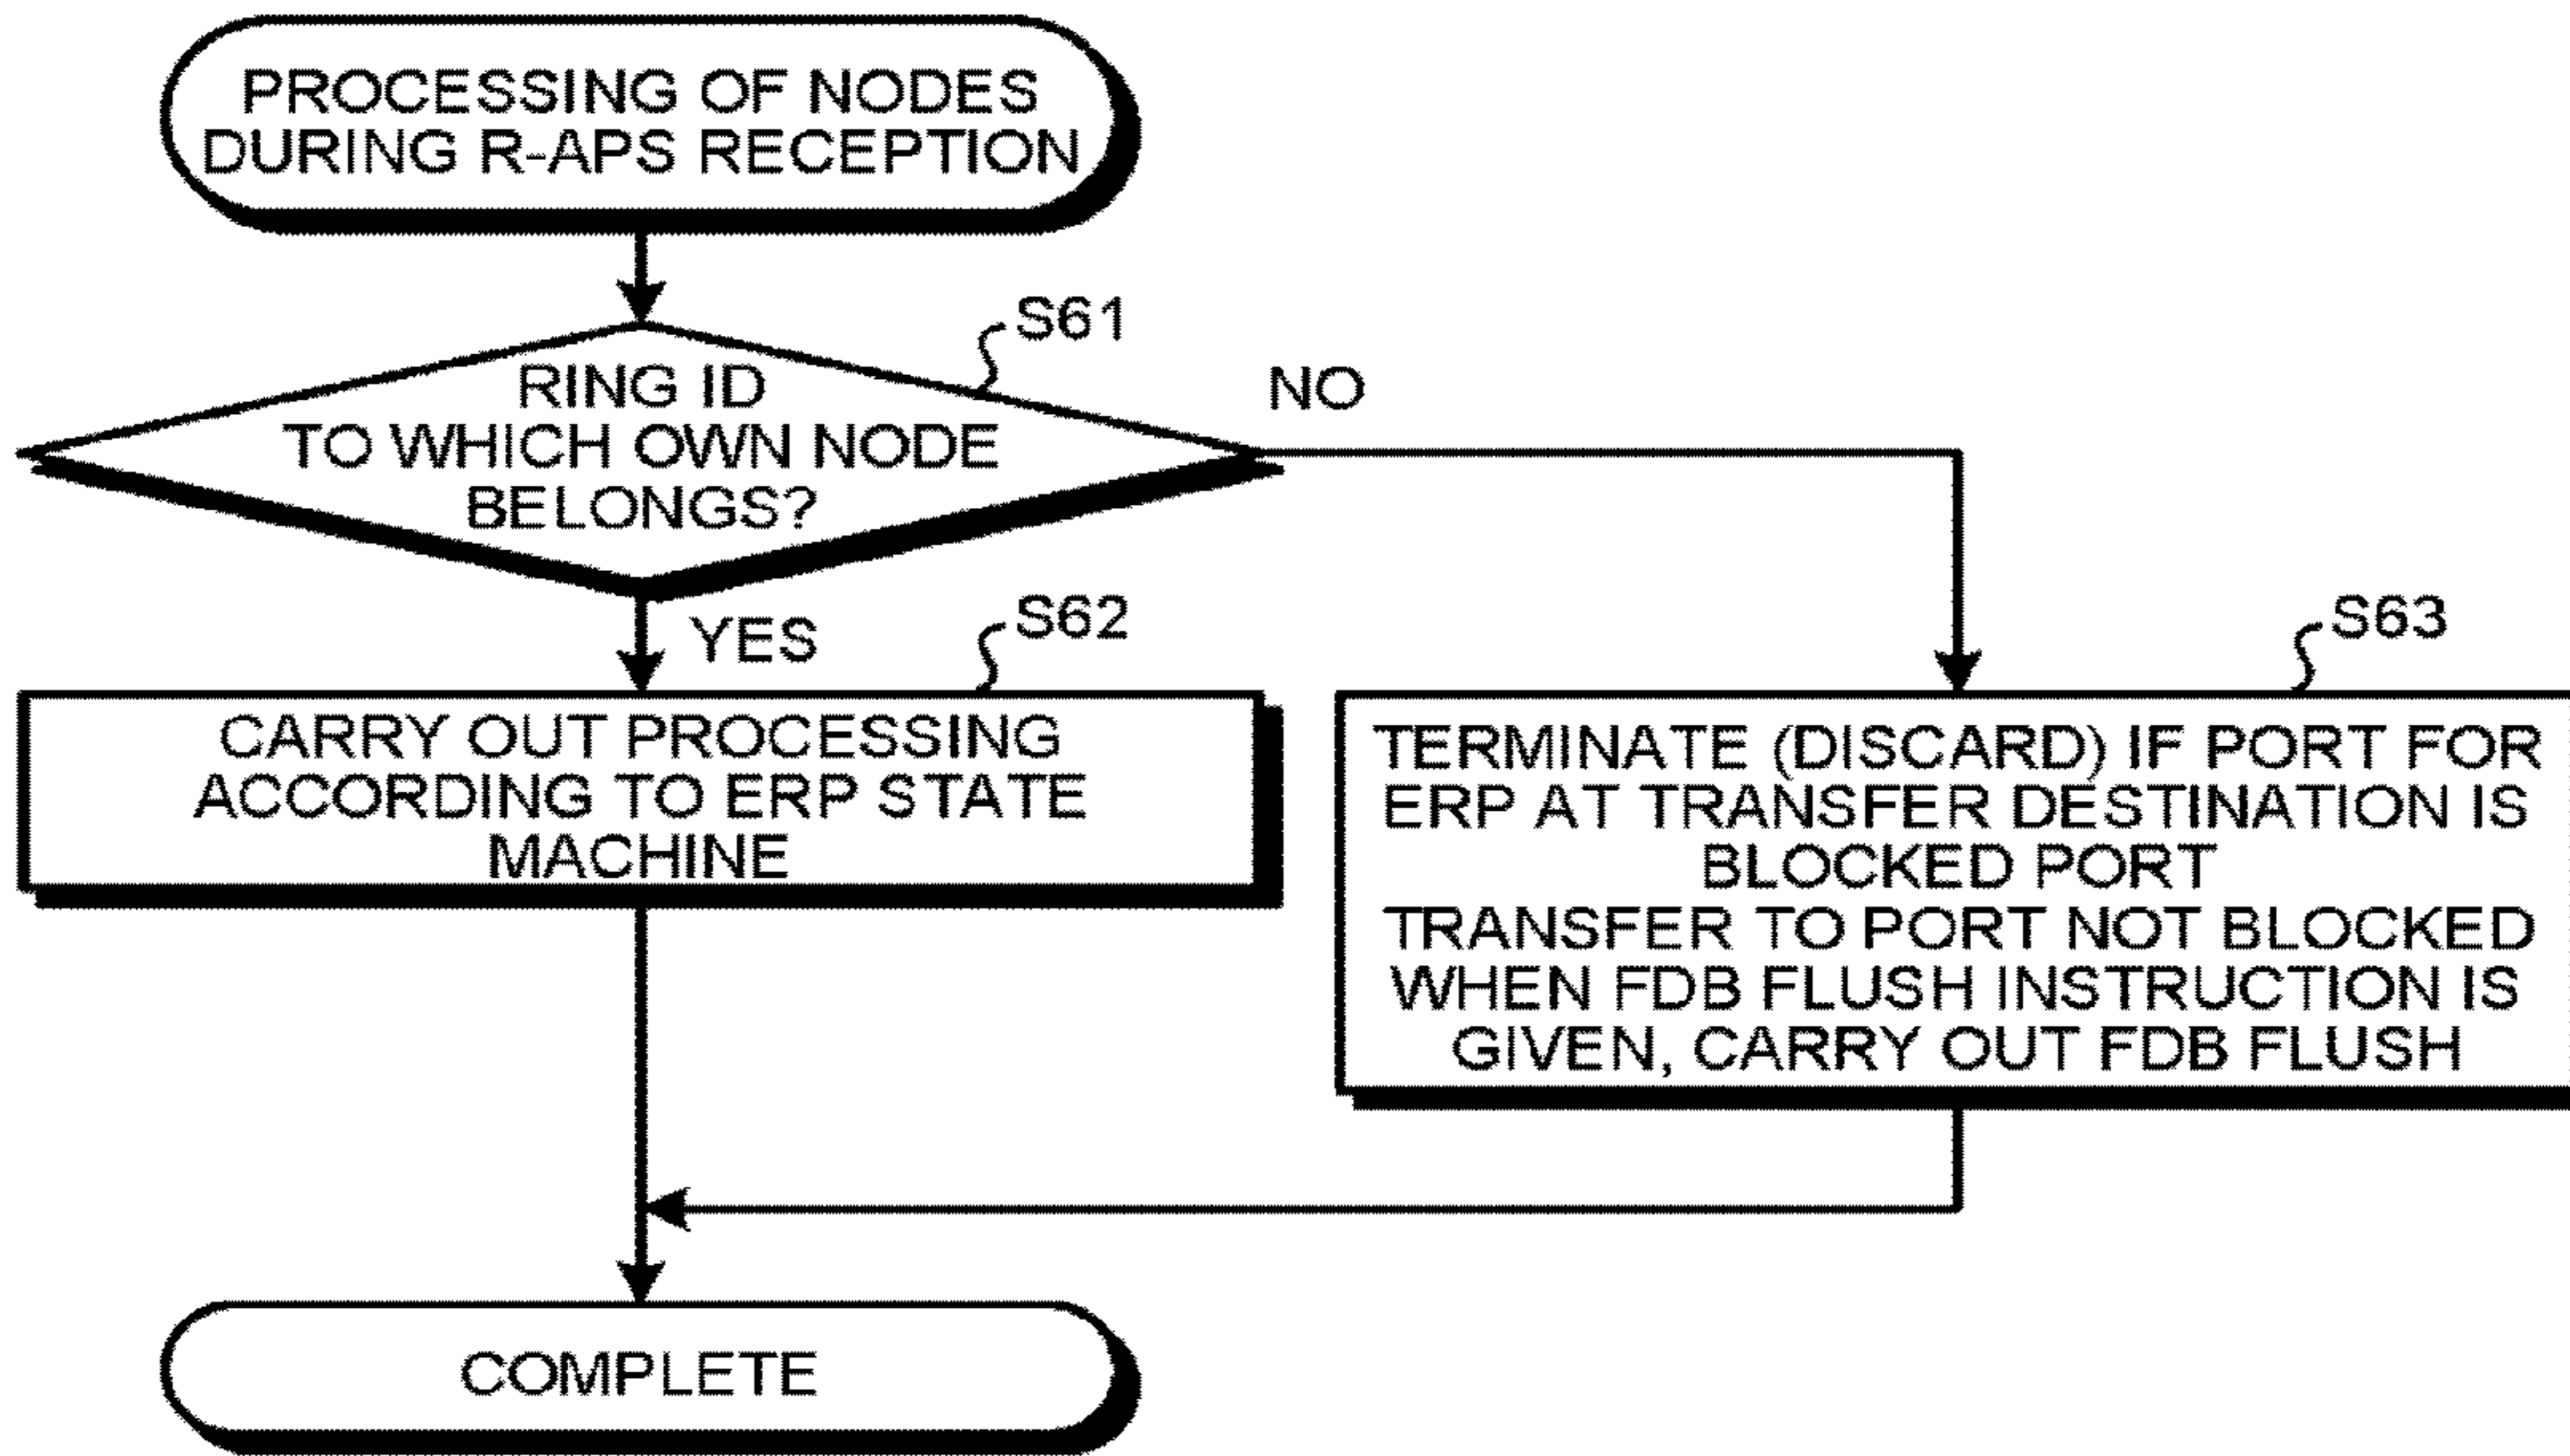 PROCESSING OF NODES
DURING R-APS RECEPTION
S61
RING ID
TO WHICH OWN NODE
BELONGS?
NO
YES
S62
CARRY OUT PROCESSING
ACCORDING TO ERP STATE
MACHINE
S63
TERMINATE (DISCARD) IF PORT FOR
ERP AT TRANSFER DESTINATION IS
BLOCKED PORT
TRANSFER TO PORT NOT BLOCKED
WHEN FDB FLUSH INSTRUCTION IS
GIVEN, CARRY OUT FDB FLUSH
COMPLETE